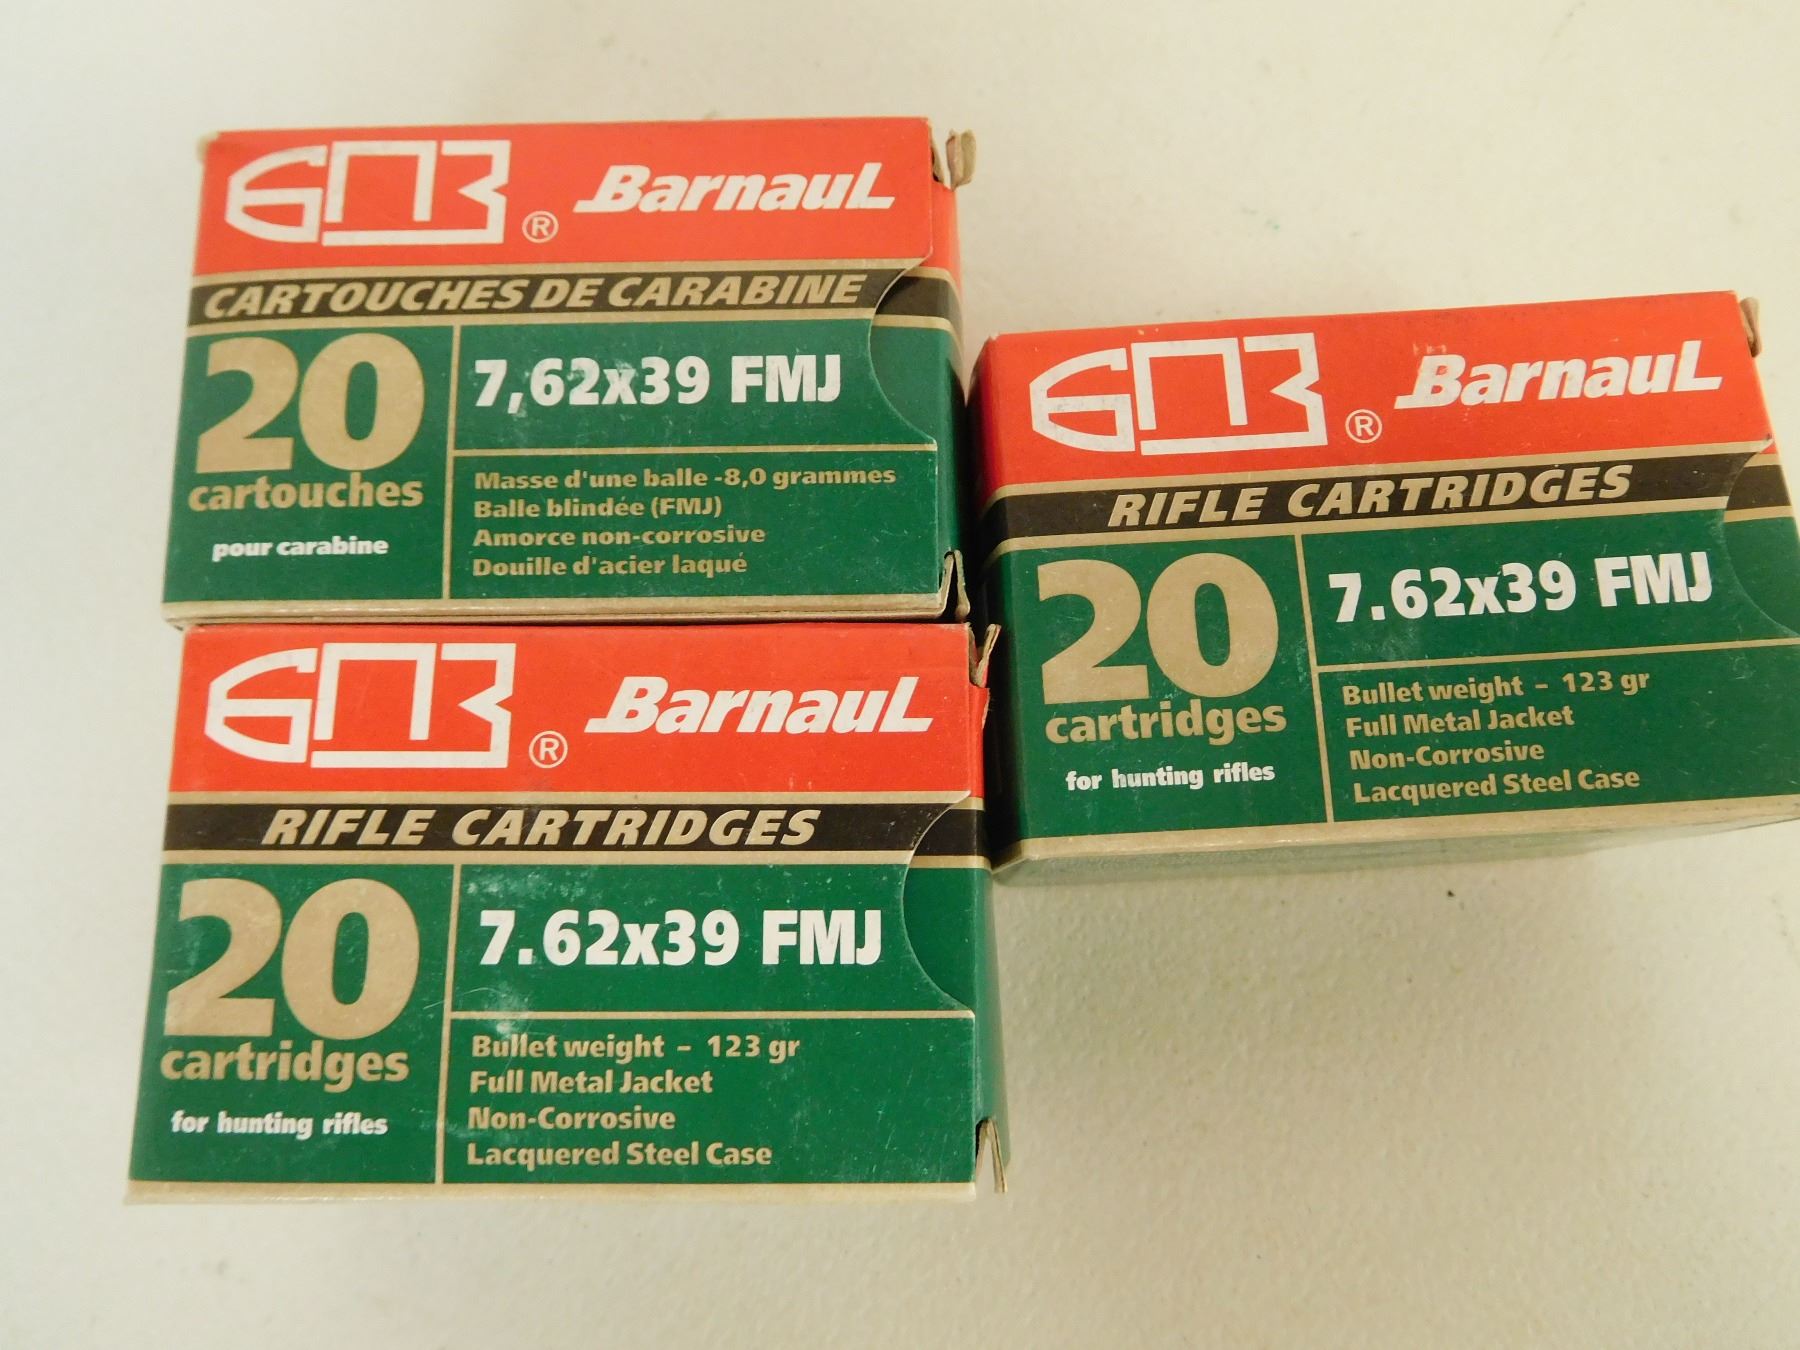 БПЗ ® Barnaul
CARTOUCHES DE CARABINE
20
cartouches
pour carabine
7,62x39 FMJ
Masse d'une balle -8,0 grammes
Balle blindée (FMJ)
Amorce non-corrosive
Douille d'acier laqué
БПЗ ® Barnaul
RIFLE CARTRIDGES
20
cartridges
for hunting rifles
7.62x39 FMJ
Bullet weight – 123 gr
Full Metal Jacket
Non-Corrosive
Lacquered Steel Case
БПЗ ® Barnaul
RIFLE CARTRIDGES
20
cartridges
for hunting rifles
7.62x39 FMJ
Bullet weight – 123 gr
Full Metal Jacket
Non-Corrosive
Lacquered Steel Case